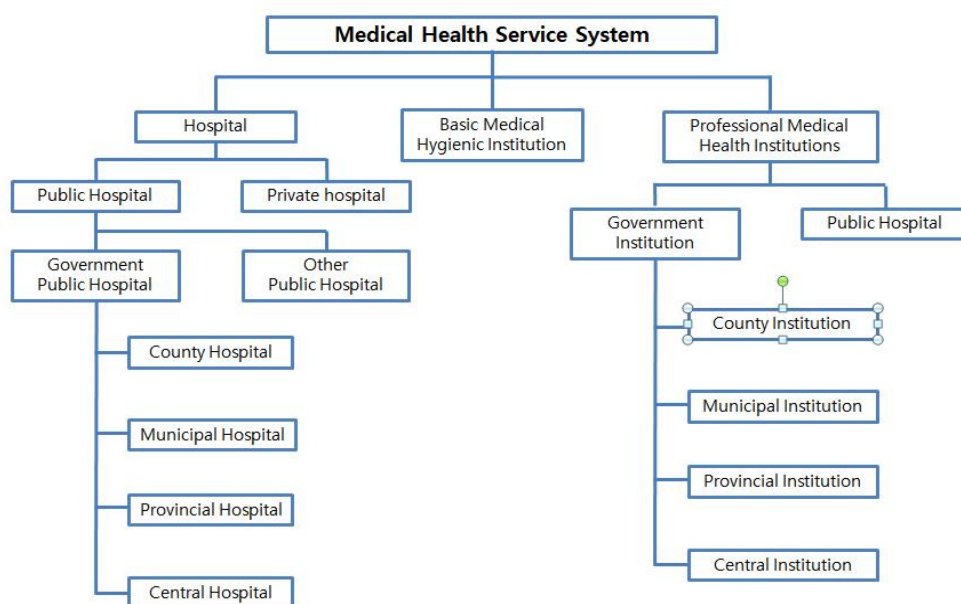 Medical Health Service System
Hospital
Basic Medical
Hygienic Institution
Professional Medical
Health Institutions
Public Hospital
Private hospital
Government
Institution
Public Hospital
Government
Public Hospital
Other
Public Hospital
County Hospital
Municipal Hospital
Provincial Hospital
Central Hospital
County Institution
Municipal Institution
Provincial Institution
Central Institution